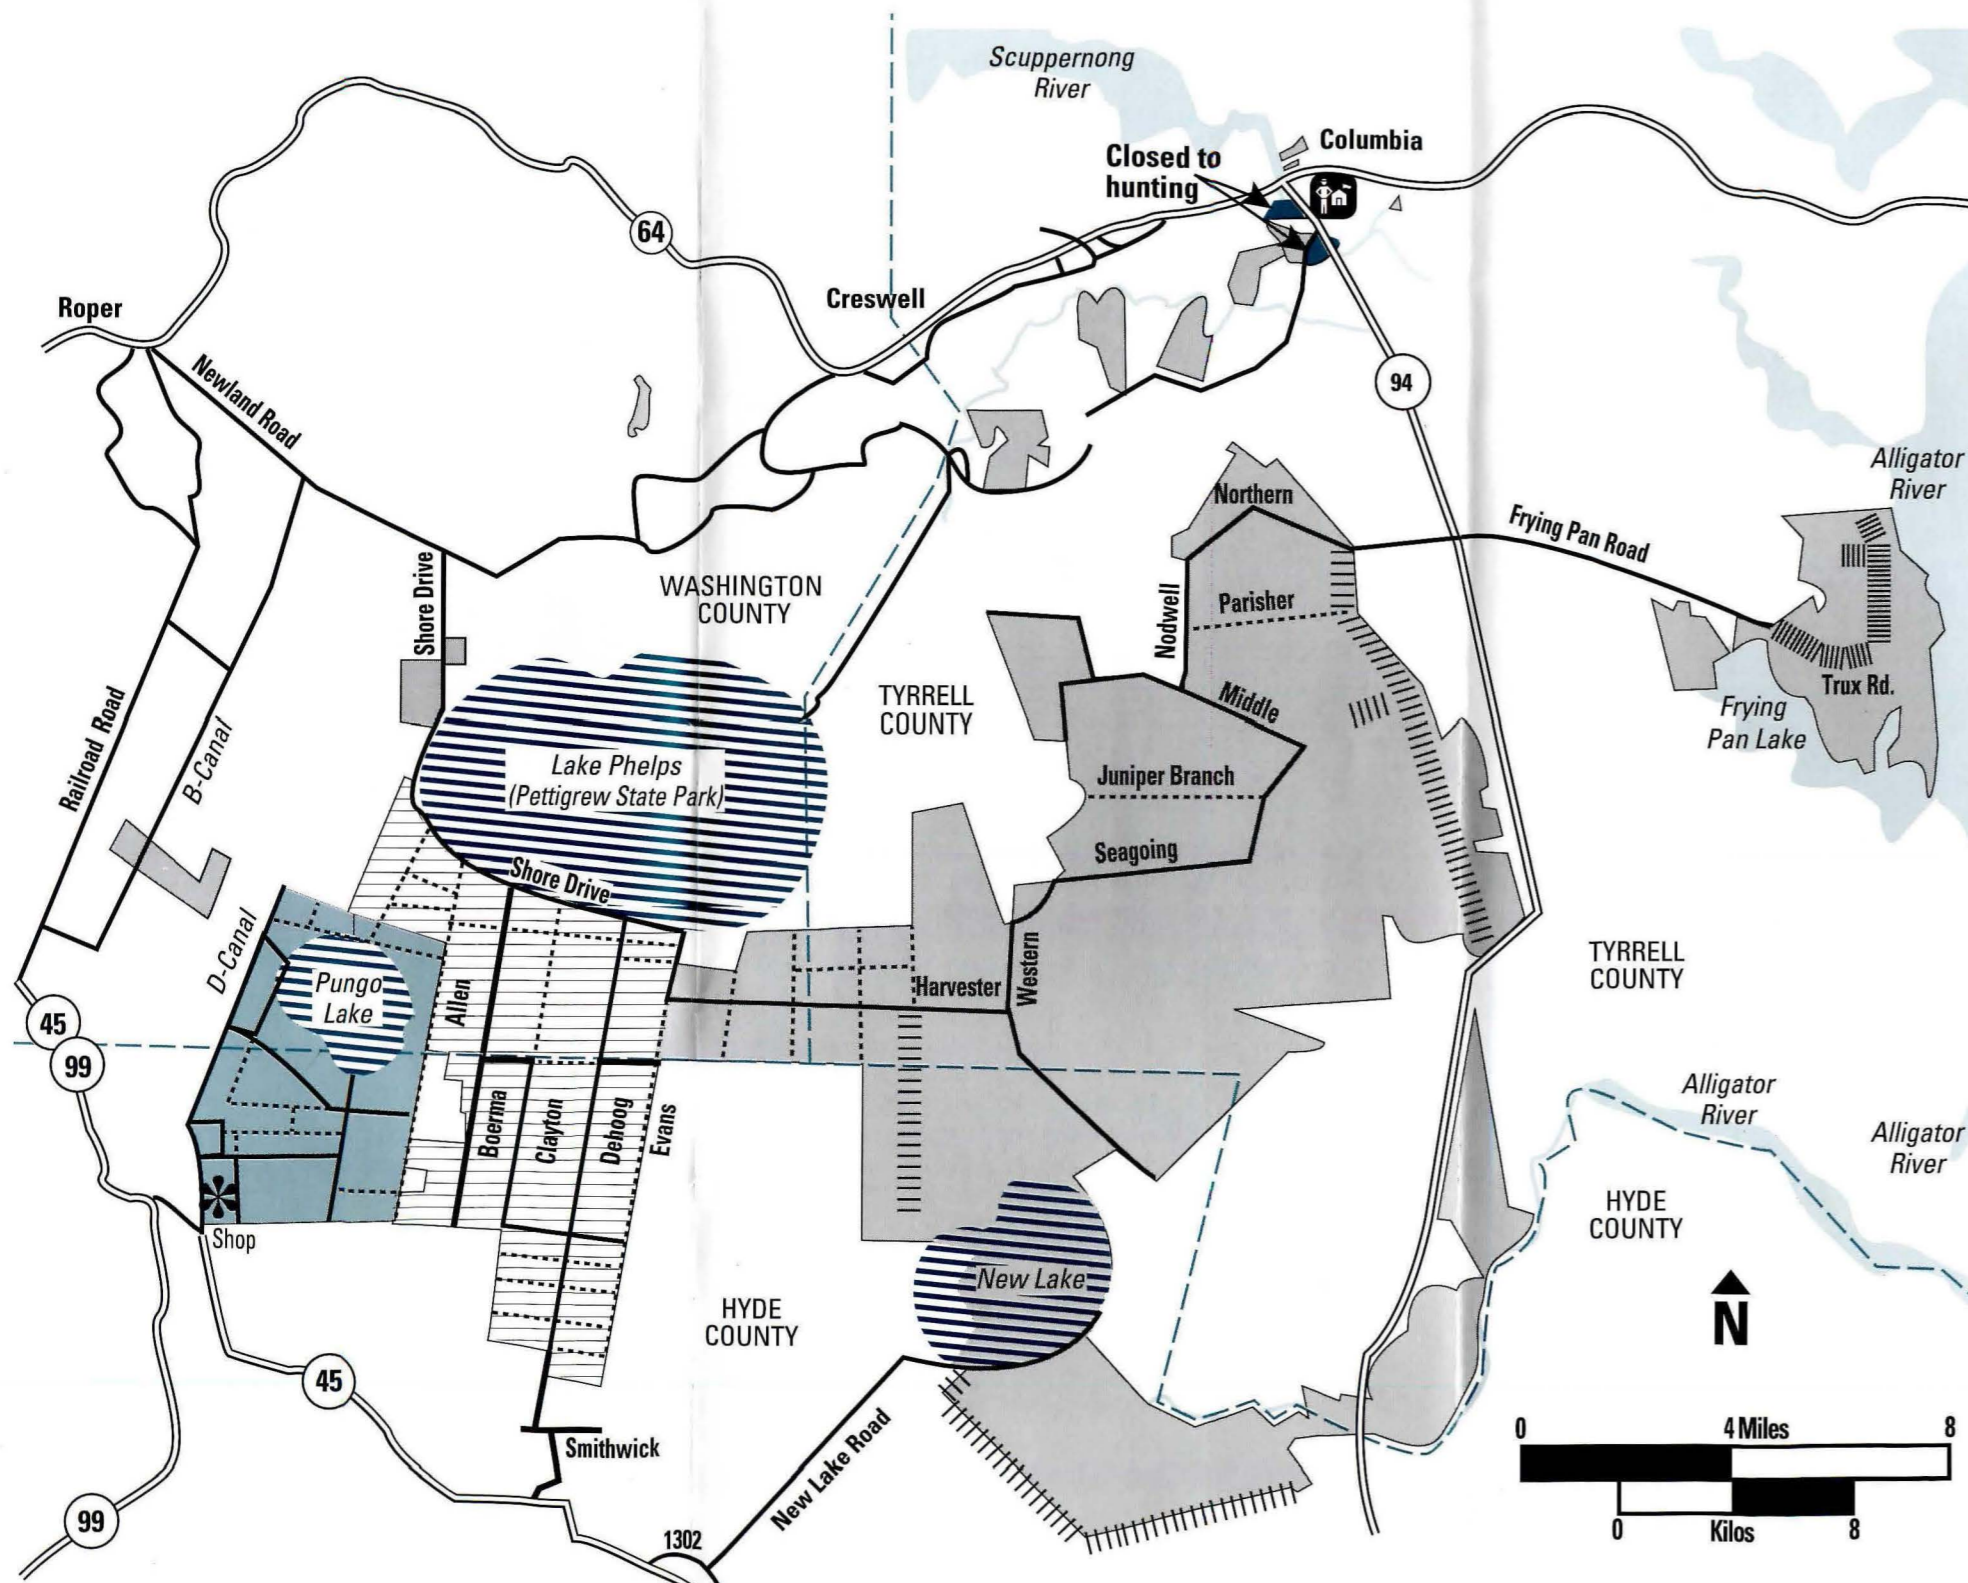 Scuppernong
River
Columbia
Closed to
hunting
64
Roper
Creswell
Newland Road
94
Alligator
River
Northern
Frying Pan Road
Shore Drive
WASHINGTON
COUNTY
Nodwell
Parisher
TYRRELL
COUNTY
Middle
Trux Rd.
Frying
Pan Lake
Railroad Road
B-Canal
Lake Phelps
(Pettigrew State Park)
Juniper Branch
Seagoing
Shore Drive
D-Canal
Pungo
Lake
Allen
Harvester
Western
TYRRELL
COUNTY
45
99
Boerma
Clayton
Dehoog
Evans
Alligator
River
Alligator
River
HYDE
COUNTY
Shop
New Lake
HYDE
COUNTY
N
45
Smithwick
New Lake Road
0 4 Miles 8
0 Kilos 8
99
1302